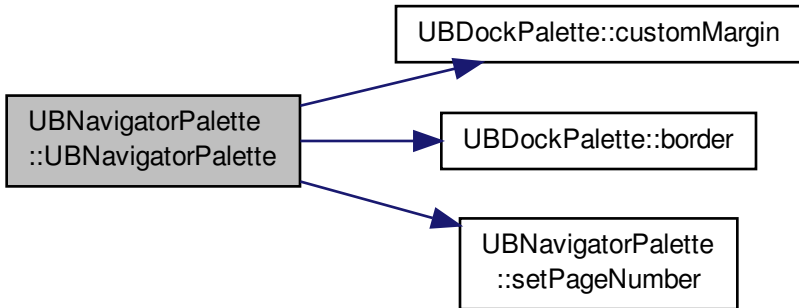 UBDockPalette::customMargin
UBNavigatorPalette
::UBNavigatorPalette
UBDockPalette::border
UBNavigatorPalette
::setPageNumber